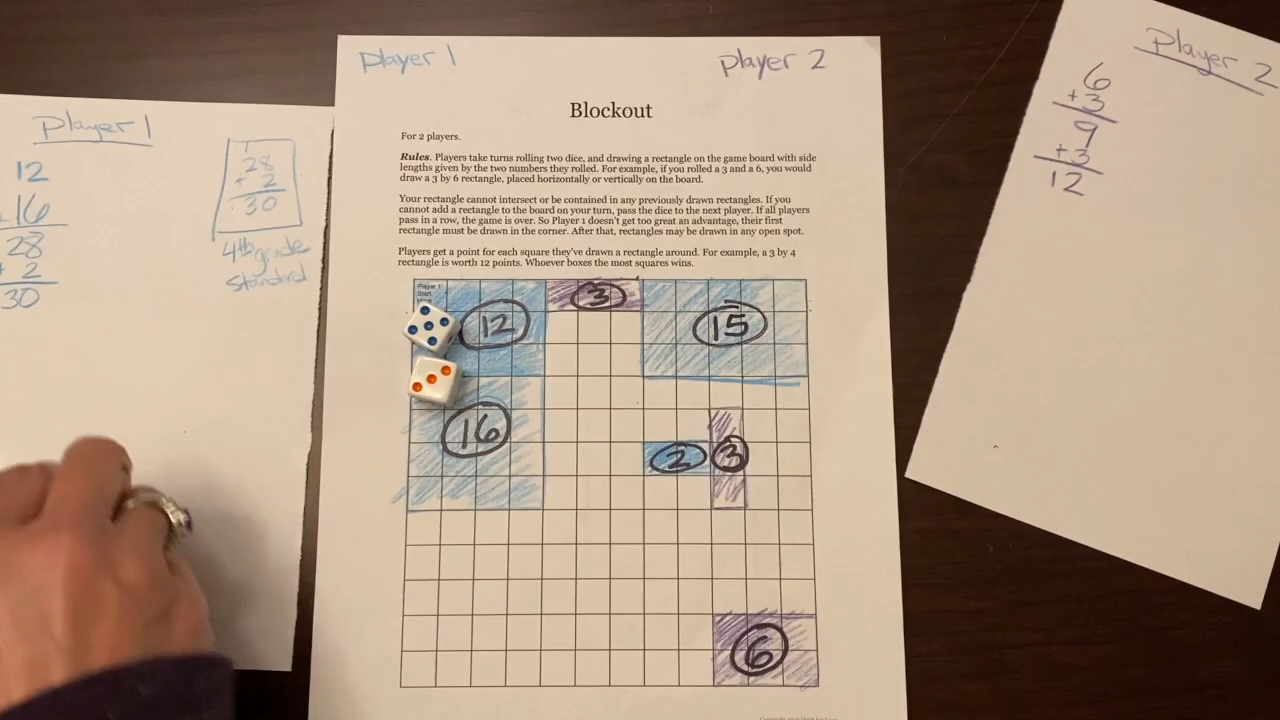 Player 1
12
+16
28
+ 2
30
1
28
+ 2
30
4th grade
standard
Player 1
Player 2
Blockout
For 2 players.
Rules. Players take turns rolling two dice, and drawing a rectangle on the game board with side
lengths given by the two numbers they rolled. For example, if you rolled a 3 and a 6, you would
draw a 3 by 6 rectangle, placed horizontally or vertically on the board.
Your rectangle cannot intersect or be contained in any previously drawn rectangles. If you
cannot add a rectangle to the board on your turn, pass the dice to the next player. If all players
pass in a row, the game is over. So Player 1 doesn't get too great an advantage, their first
rectangle must be drawn in the corner. After that, rectangles may be drawn in any open spot.
Players get a point for each square they've drawn a rectangle around. For example, a 3 by 4
rectangle is worth 12 points. Whoever boxes the most squares wins.
Player 1
Start
12
3
15
16
2
3
6
Player 2
6
+3
9
+3
12